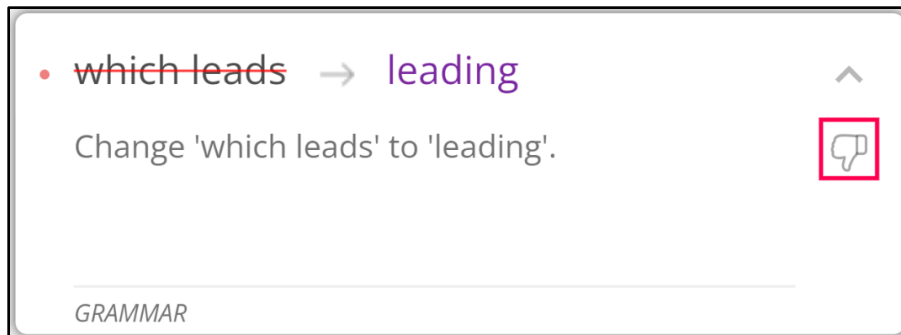 which leads → leading
Change 'which leads' to 'leading'.
GRAMMAR